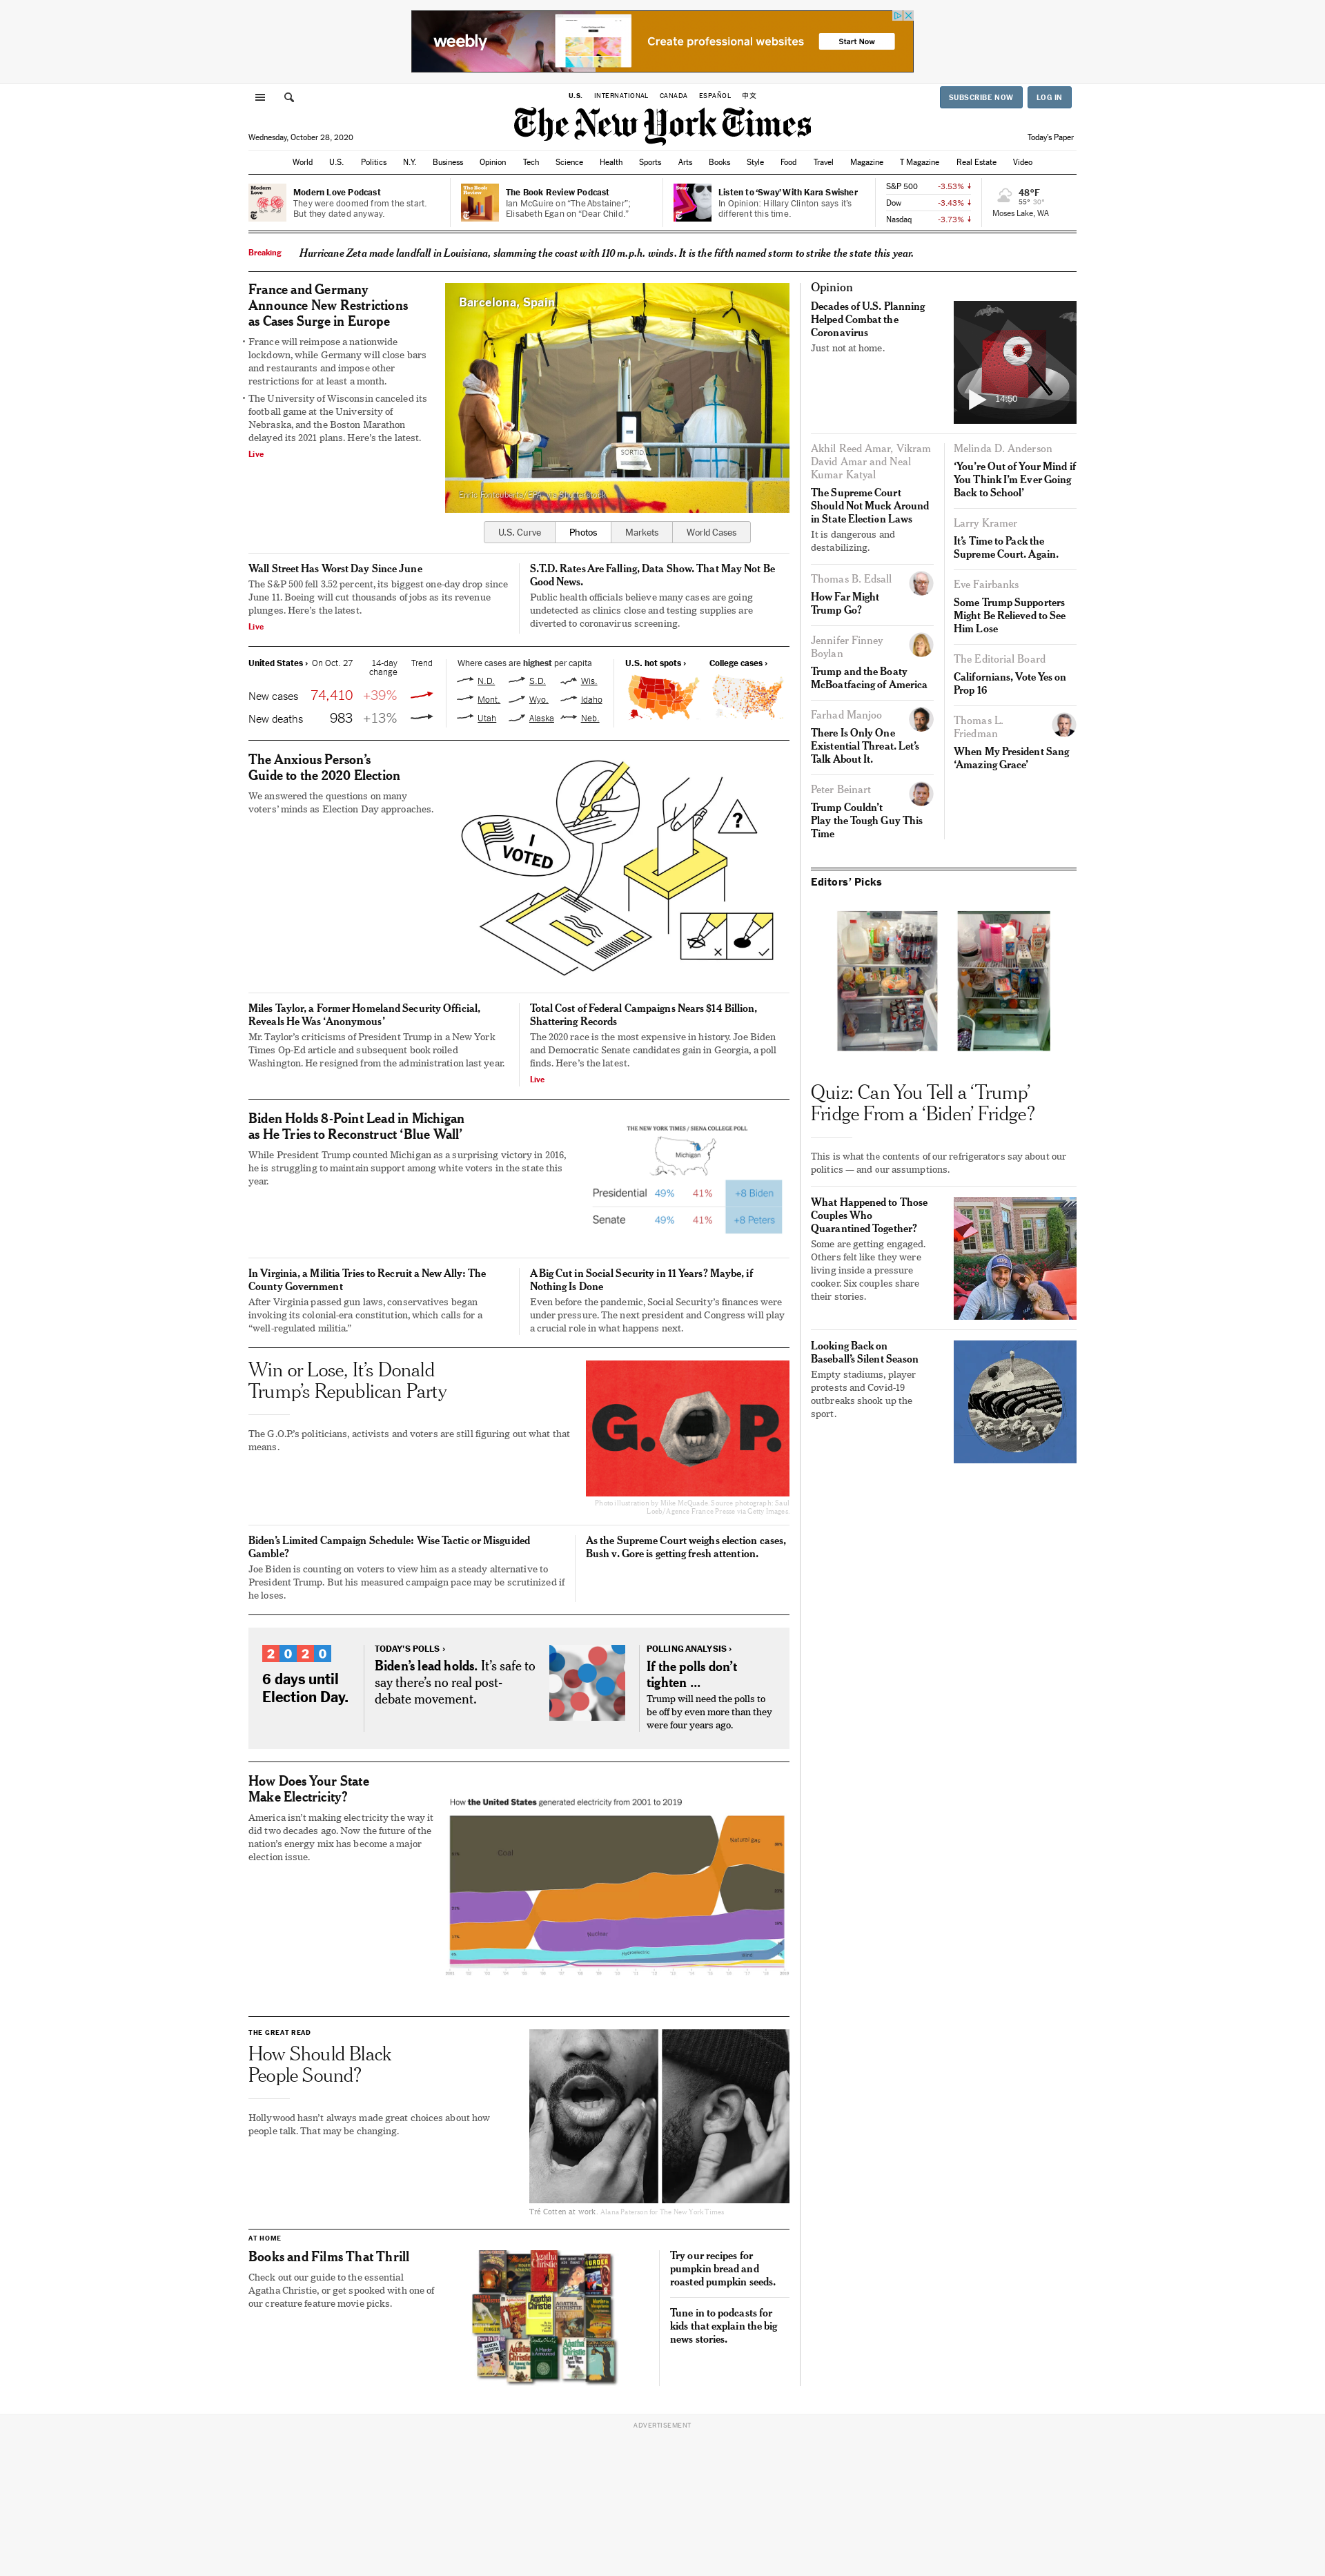 weebly
Create professional websites
Start Now
U.S. INTERNATIONAL CANADA ESPAÑOL 中文
SUBSCRIBE NOW LOG IN
The New York Times
Wednesday, October 28, 2020
Today's Paper
World U.S. Politics N.Y. Business Opinion Tech Science Health Sports Arts Books Style Food Travel Magazine T Magazine Real Estate Video
Modern Love Podcast
They were doomed from the start.
But they dated anyway.
The Book Review Podcast
Ian McGuire on “The Abstainer”;
Elisabeth Egan on “Dear Child.”
Listen to ‘Sway’ With Kara Swisher
In Opinion: Hillary Clinton says it's
different this time.
S&P 500 -3.53%
Dow -3.43%
Nasdaq -3.73%
48°F
55° 30°
Moses Lake, WA
Breaking
Hurricane Zeta made landfall in Louisiana, slamming the coast with 110 m.p.h. winds. It is the fifth named storm to strike the state this year.
France and Germany
Announce New Restrictions
as Cases Surge in Europe
• France will reimpose a nationwide
lockdown, while Germany will close bars
and restaurants and impose other
restrictions for at least a month.
• The University of Wisconsin canceled its
football game at the University of
Nebraska, and the Boston Marathon
delayed its 2021 plans. Here's the latest.
Live
Barcelona, Spain
SORTIDA
U.S. Curve Photos Markets World Cases
Wall Street Has Worst Day Since June
The S&P 500 fell 3.52 percent, its biggest one-day drop since
June 11. Boeing will cut thousands of jobs as its revenue
plunges. Here's the latest.
Live
S.T.D. Rates Are Falling, Data Show. That May Not Be
Good News.
Public health officials believe many cases are going
undetected as clinics close and testing supplies are
diverted to coronavirus screening.
United States › On Oct. 27 14-day
change Trend
New cases 74,410 +39%
New deaths 983 +13%
Where cases are highest per capita
N.D. S.D. Wis.
Mont. Wyo. Idaho
Utah Alaska Neb.
U.S. hot spots ›
College cases ›
The Anxious Person's
Guide to the 2020 Election
We answered the questions on many
voters' minds as Election Day approaches.
I
VOTED
?
Miles Taylor, a Former Homeland Security Official,
Reveals He Was ‘Anonymous’
Mr. Taylor's criticisms of President Trump in a New York
Times Op-Ed article and subsequent book roiled
Washington. He resigned from the administration last year.
Total Cost of Federal Campaigns Nears $14 Billion,
Shattering Records
The 2020 race is the most expensive in history. Joe Biden
and Democratic Senate candidates gain in Georgia, a poll
finds. Here's the latest.
Live
Biden Holds 8-Point Lead in Michigan
as He Tries to Reconstruct ‘Blue Wall’
While President Trump counted Michigan as a surprising victory in 2016,
he is struggling to maintain support among white voters in the state this
year.
THE NEW YORK TIMES / SIENA COLLEGE POLL
Michigan
Presidential 49% 41% +8 Biden
Senate 49% 41% +8 Peters
In Virginia, a Militia Tries to Recruit a New Ally: The
County Government
After Virginia passed gun laws, conservatives began
invoking its colonial-era constitution, which calls for a
“well-regulated militia.”
A Big Cut in Social Security in 11 Years? Maybe, if
Nothing Is Done
Even before the pandemic, Social Security's finances were
under pressure. The next president and Congress will play
a crucial role in what happens next.
Win or Lose, It's Donald
Trump's Republican Party
The G.O.P.'s politicians, activists and voters are still figuring out what that
means.
G. P.
Photo illustration by Mike McQuade. Source photograph: Saul
Loeb/Agence France Presse via Getty Images.
Biden's Limited Campaign Schedule: Wise Tactic or Misguided
Gamble?
Joe Biden is counting on voters to view him as a steady alternative to
President Trump. But his measured campaign pace may be scrutinized if
he loses.
As the Supreme Court weighs election cases,
Bush v. Gore is getting fresh attention.
2020
6 days until
Election Day.
TODAY'S POLLS ›
Biden's lead holds. It's safe to
say there's no real post-
debate movement.
POLLING ANALYSIS ›
If the polls don't
tighten ...
Trump will need the polls to
be off by even more than they
were four years ago.
How Does Your State
Make Electricity?
America isn't making electricity the way it
did two decades ago. Now the future of the
nation's energy mix has become a major
election issue.
How the United States generated electricity from 2001 to 2019
Coal
Natural gas
Nuclear
Hydroelectric
Wind
THE GREAT READ
How Should Black
People Sound?
Hollywood hasn't always made great choices about how
people talk. That may be changing.
Tré Cotten at work. Alana Paterson for The New York Times
AT HOME
Books and Films That Thrill
Check out our guide to the essential
Agatha Christie, or get spooked with one of
our creature feature movie picks.
Try our recipes for
pumpkin bread and
roasted pumpkin seeds.
Tune in to podcasts for
kids that explain the big
news stories.
Opinion
Decades of U.S. Planning
Helped Combat the
Coronavirus
Just not at home.
14:50
Akhil Reed Amar, Vikram
David Amar and Neal
Kumar Katyal
The Supreme Court
Should Not Muck Around
in State Election Laws
It is dangerous and
destabilizing.
Thomas B. Edsall
How Far Might
Trump Go?
Jennifer Finney
Boylan
Trump and the Boaty
McBoatfacing of America
Farhad Manjoo
There Is Only One
Existential Threat. Let's
Talk About It.
Peter Beinart
Trump Couldn't
Play the Tough Guy This
Time
Melinda D. Anderson
‘You're Out of Your Mind if
You Think I'm Ever Going
Back to School’
Larry Kramer
It's Time to Pack the
Supreme Court. Again.
Eve Fairbanks
Some Trump Supporters
Might Be Relieved to See
Him Lose
The Editorial Board
Californians, Vote Yes on
Prop 16
Thomas L.
Friedman
When My President Sang
‘Amazing Grace’
Editors' Picks
Quiz: Can You Tell a ‘Trump’
Fridge From a ‘Biden’ Fridge?
This is what the contents of our refrigerators say about our
politics — and our assumptions.
What Happened to Those
Couples Who
Quarantined Together?
Some are getting engaged.
Others felt like they were
living inside a pressure
cooker. Six couples share
their stories.
Looking Back on
Baseball's Silent Season
Empty stadiums, player
protests and Covid-19
outbreaks shook up the
sport.
ADVERTISEMENT